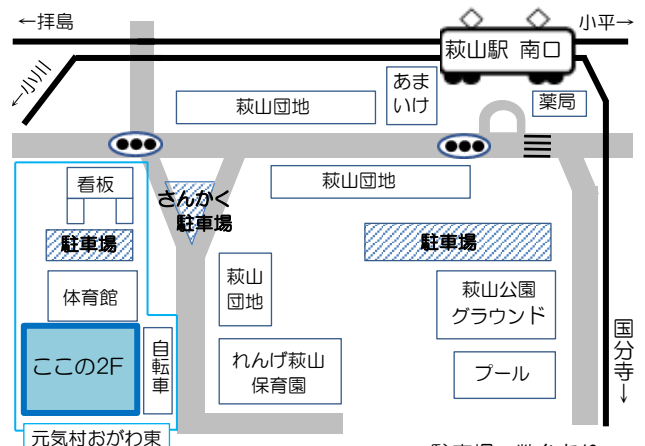 ←拝島
小平→
萩山駅 南口
←小川
あま
いけ
萩山団地
薬局
看板
さんかく
駐車場
萩山団地
駐車場
駐車場
体育館
萩山
団地
萩山公園
グラウンド
国分寺→
ここの2F
自転車
れんげ萩山
保育園
プール
元気村おがわ東